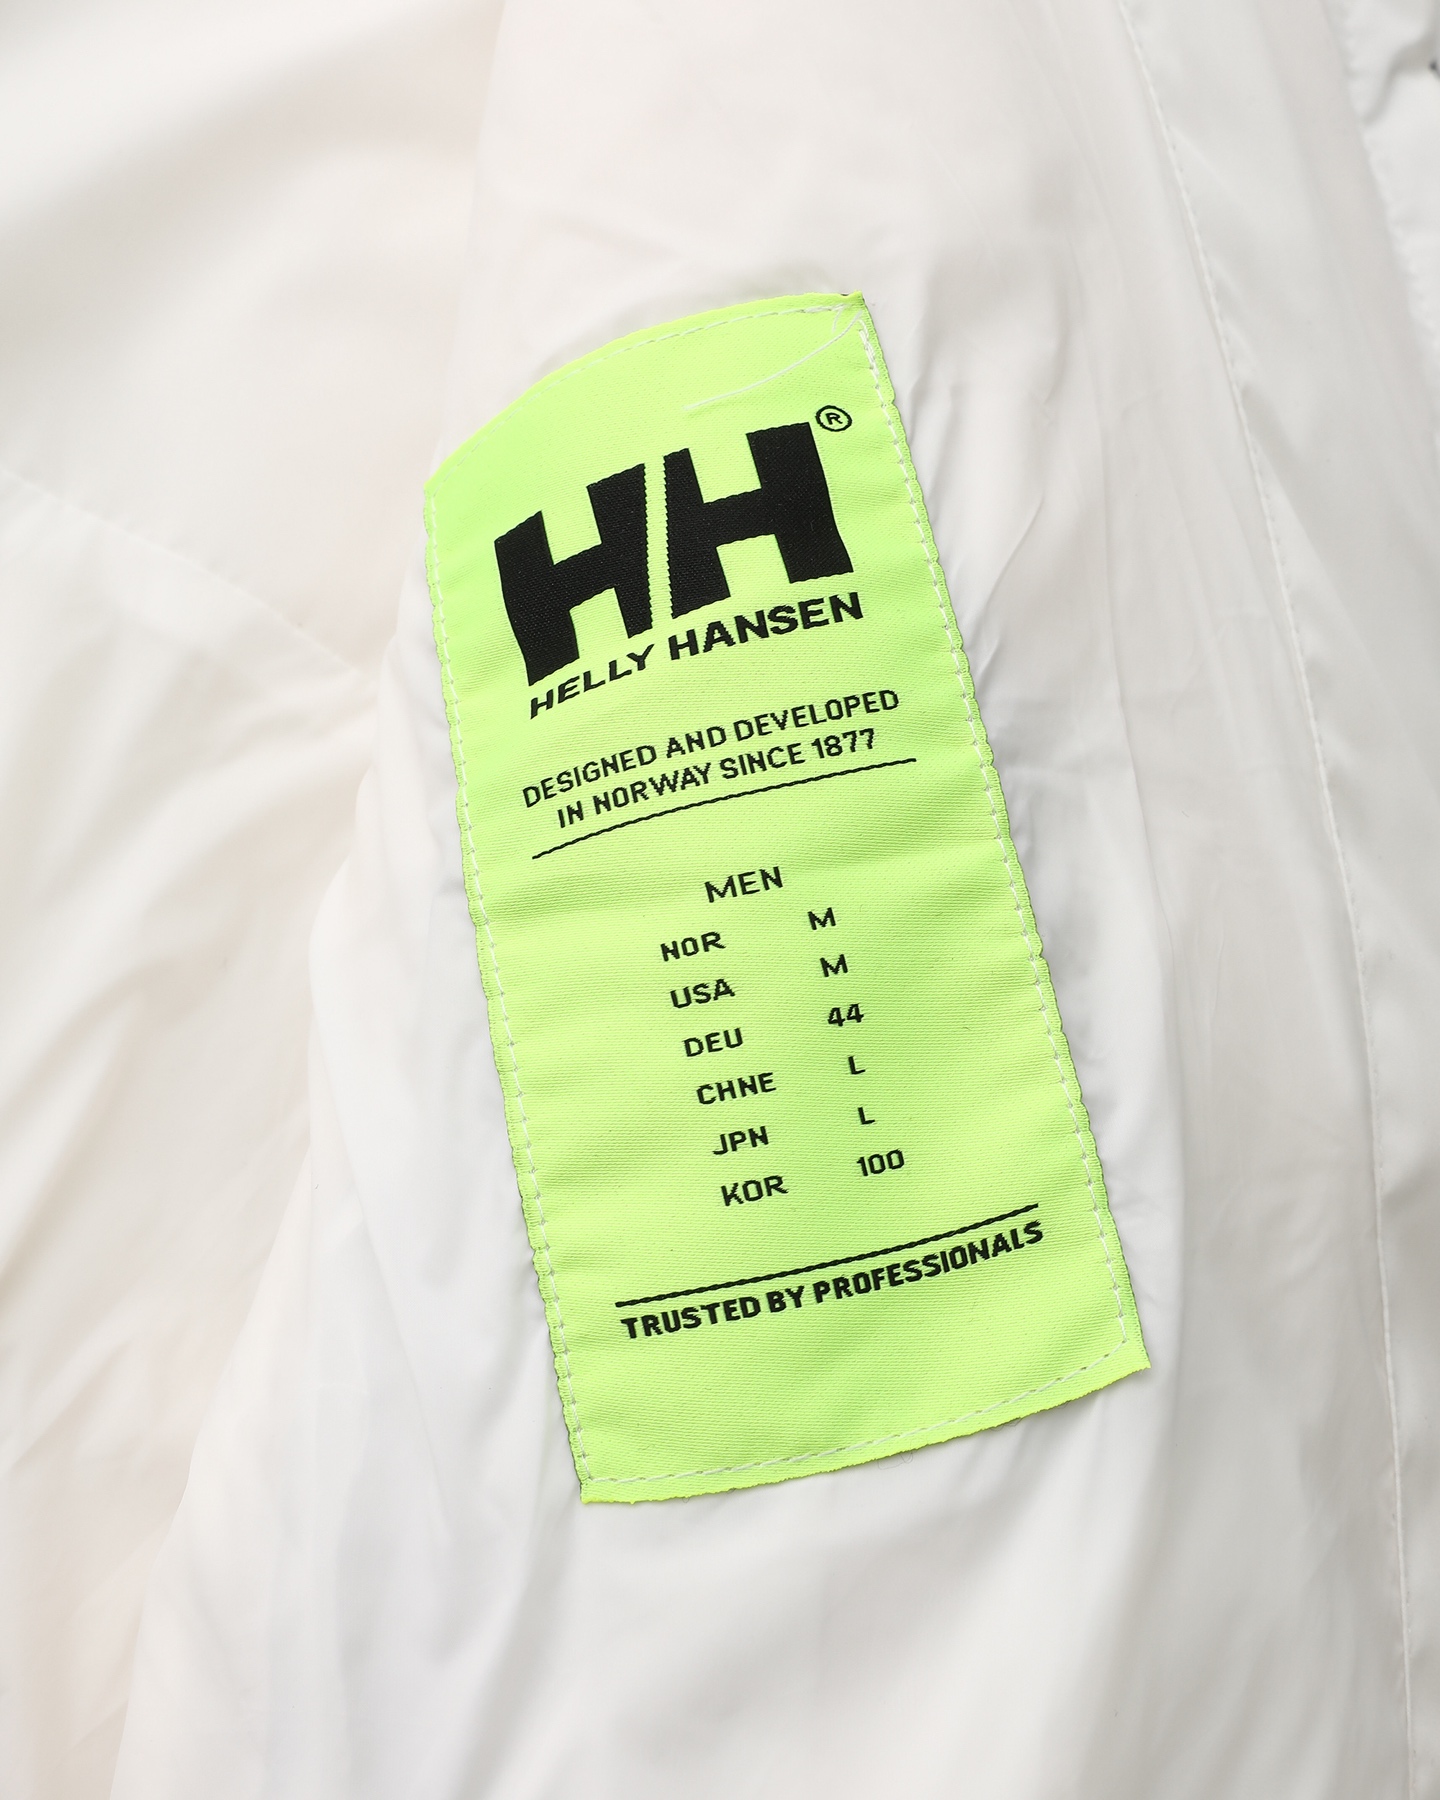 HH®
HELLY HANSEN
DESIGNED AND DEVELOPED
IN NORWAY SINCE 1877
MEN
NOR M
USA M
DEU 44
CHNE L
JPN L
KOR 100
TRUSTED BY PROFESSIONALS